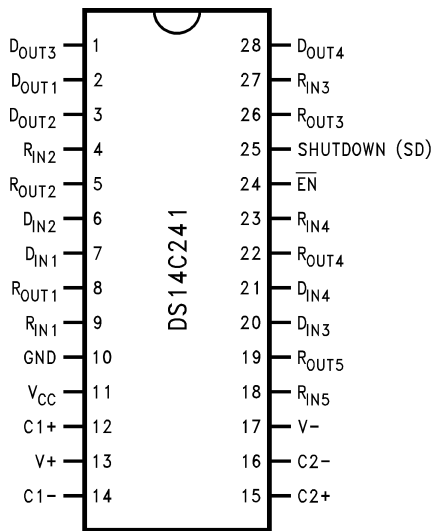 DOUT3 1 28 DOUT4
DOUT1 2 27 RIN3
DOUT2 3 26 ROUT3
RIN2 4 25 SHUTDOWN (SD)
ROUT2 5 24 E̅N̅
DIN2 6 23 RIN4
DIN1 7 22 ROUT4
ROUT1 8 21 DIN4
RIN1 9 20 DIN3
GND 10 19 ROUT5
VCC 11 18 RIN5
C1+ 12 17 V-
V+ 13 16 C2-
C1- 14 15 C2+
DS14C241